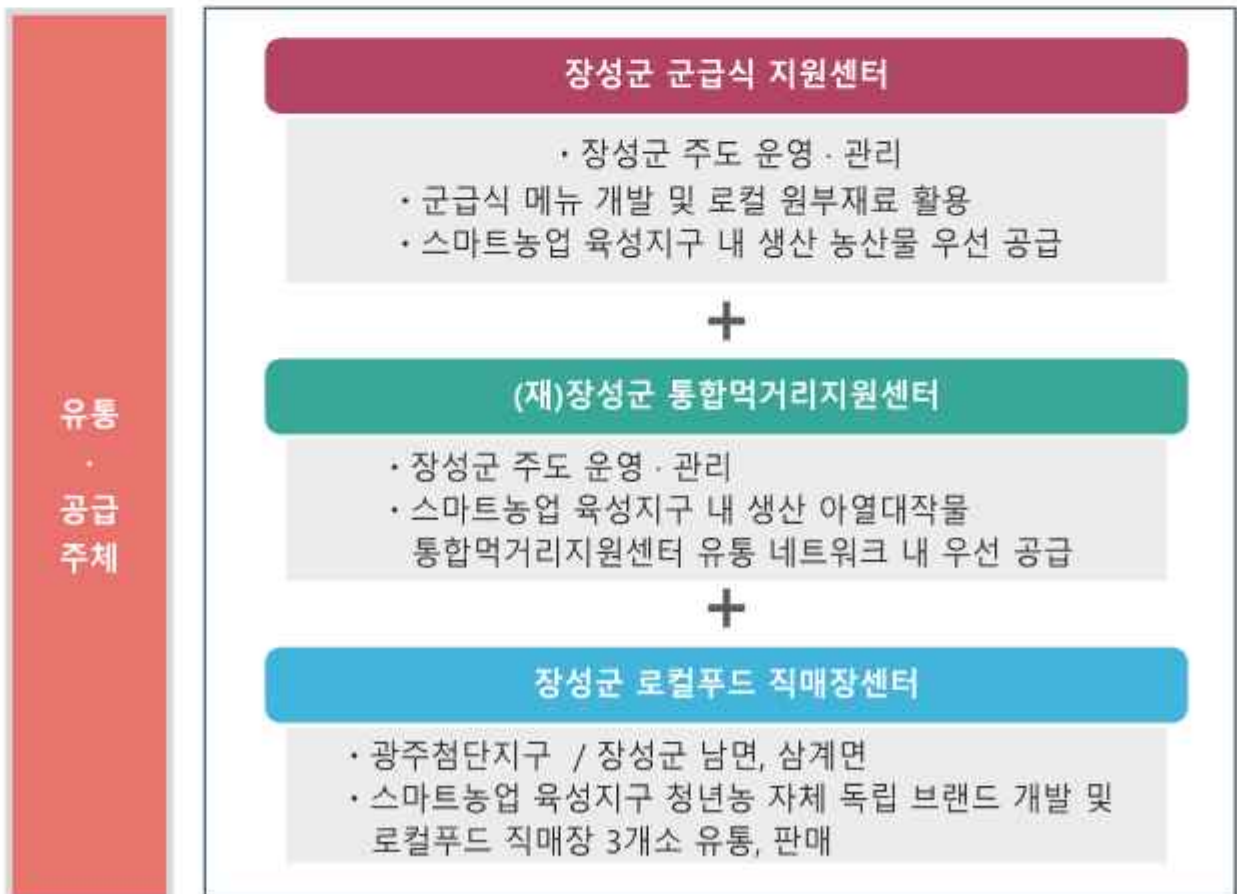 유통
·
공급
주체
장성군 군급식 지원센터
· 장성군 주도 운영 · 관리
· 군급식 메뉴 개발 및 로컬 원부재료 활용
· 스마트농업 육성지구 내 생산 농산물 우선 공급
+
(재)장성군 통합먹거리지원센터
· 장성군 주도 운영 · 관리
· 스마트농업 육성지구 내 생산 아열대작물
통합먹거리지원센터 유통 네트워크 내 우선 공급
+
장성군 로컬푸드 직매장센터
· 광주첨단지구 / 장성군 남면, 삼계면
· 스마트농업 육성지구 청년농 자체 독립 브랜드 개발 및
로컬푸드 직매장 3개소 유통, 판매